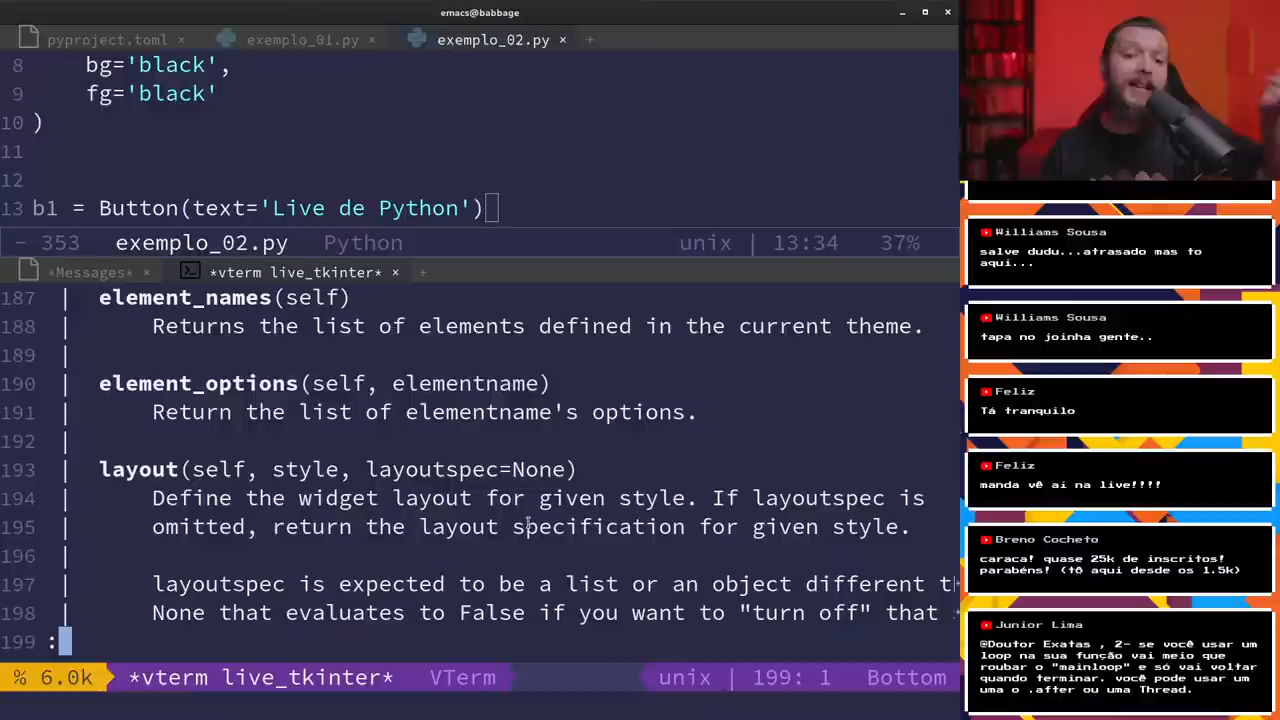 emacs@babbage
pyproject.toml × exemplo_01.py × exemplo_02.py × +
8 bg='black',
9 fg='black'
10 )
11
12
13 b1 = Button(text='Live de Python')
- 353 exemplo_02.py Python unix | 13:34 37%
*Messages* × *vterm live_tkinter* × +
187 | element_names(self)
188 | Returns the list of elements defined in the current theme.
189 |
190 | element_options(self, elementname)
191 | Return the list of elementname's options.
192 |
193 | layout(self, style, layoutspec=None)
194 | Define the widget layout for given style. If layoutspec is
195 | omitted, return the layout specification for given style.
196 |
197 | layoutspec is expected to be a list or an object different
198 | None that evaluates to False if you want to "turn off" that
199 :
% 6.0k *vterm live_tkinter* VTerm unix | 199: 1 Bottom
Williams Sousa
salve dudu...atrasado mas to
aqui...
Williams Sousa
tapa no joinha gente..
Feliz
Tá tranquilo
Feliz
manda vê ai na live!!!!
Breno Cocheto
caraca! quase 25k de inscritos!
parabéns! (tô aqui desde os 1.5k)
Junior Lima
@Doutor Exatas , 2- se você usar um
loop na sua função vai meio que
roubar o "mainloop" e só vai voltar
quando terminar. você pode usar um
uma o .after ou uma Thread.